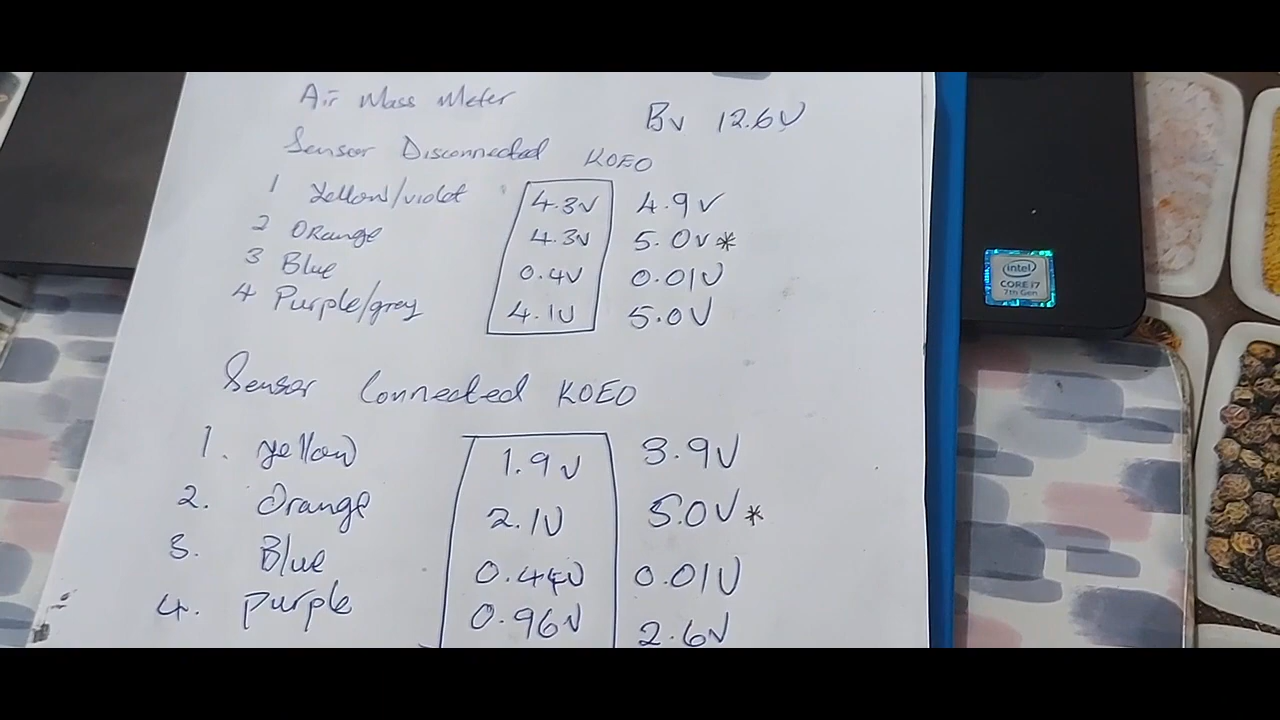 Air Mass Meter
Bv 12.6V
Sensor Disconnected KOEO
1 Yellow/violet 4.3V 4.9V
2 ORange 4.3V 5.0V*
3 Blue 0.4V 0.01V
4 Purple/grey 4.1V 5.0V
Sensor Connected KOEO
1. Yellow 1.9V 3.9V
2. Orange 2.1V 5.0V*
3. Blue 0.44V 0.01V
4. Purple 0.96V 2.6V
intel
CORE i7
7th Gen